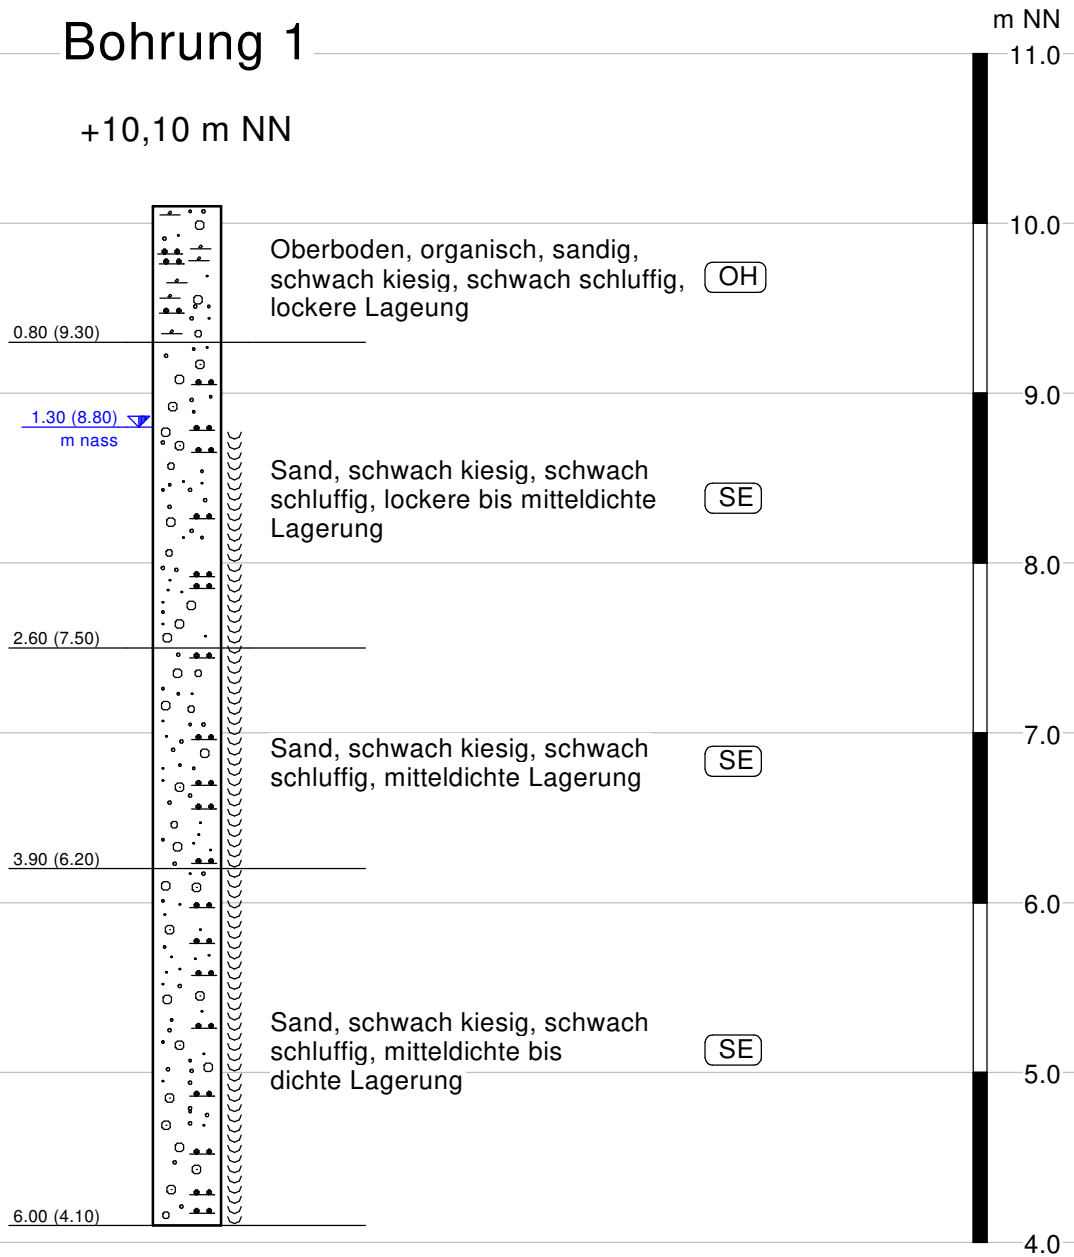 m NN
Bohrung 1
11.0
+10,10 m NN
10.0
Oberboden, organisch, sandig,
schwach kiesig, schwach schluffig,
lockere Lageung
OH
0.80 (9.30)
9.0
1.30 (8.80)
m nass
Sand, schwach kiesig, schwach
schluffig, lockere bis mitteldichte
Lagerung
SE
8.0
2.60 (7.50)
7.0
Sand, schwach kiesig, schwach
schluffig, mitteldichte Lagerung
SE
3.90 (6.20)
6.0
Sand, schwach kiesig, schwach
schluffig, mitteldichte bis
dichte Lagerung
SE
5.0
6.00 (4.10)
4.0